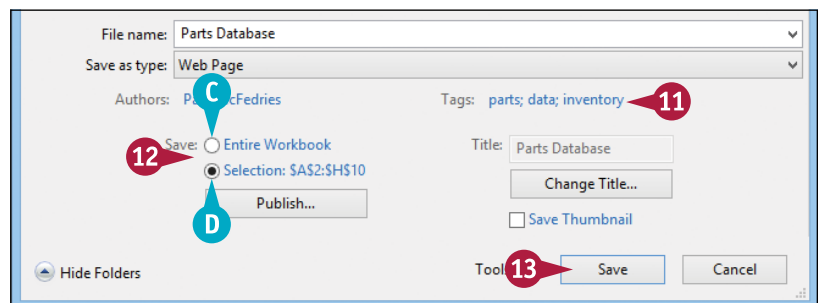 File name: Parts Database
Save as type: Web Page
Authors: cFedries
Tags: parts; data; inventory
11
C
12
Save: Entire Workbook
Selection: $A$2:$H$10
Publish...
D
Title: Parts Database
Change Title...
Save Thumbnail
Hide Folders
13
Save
Cancel